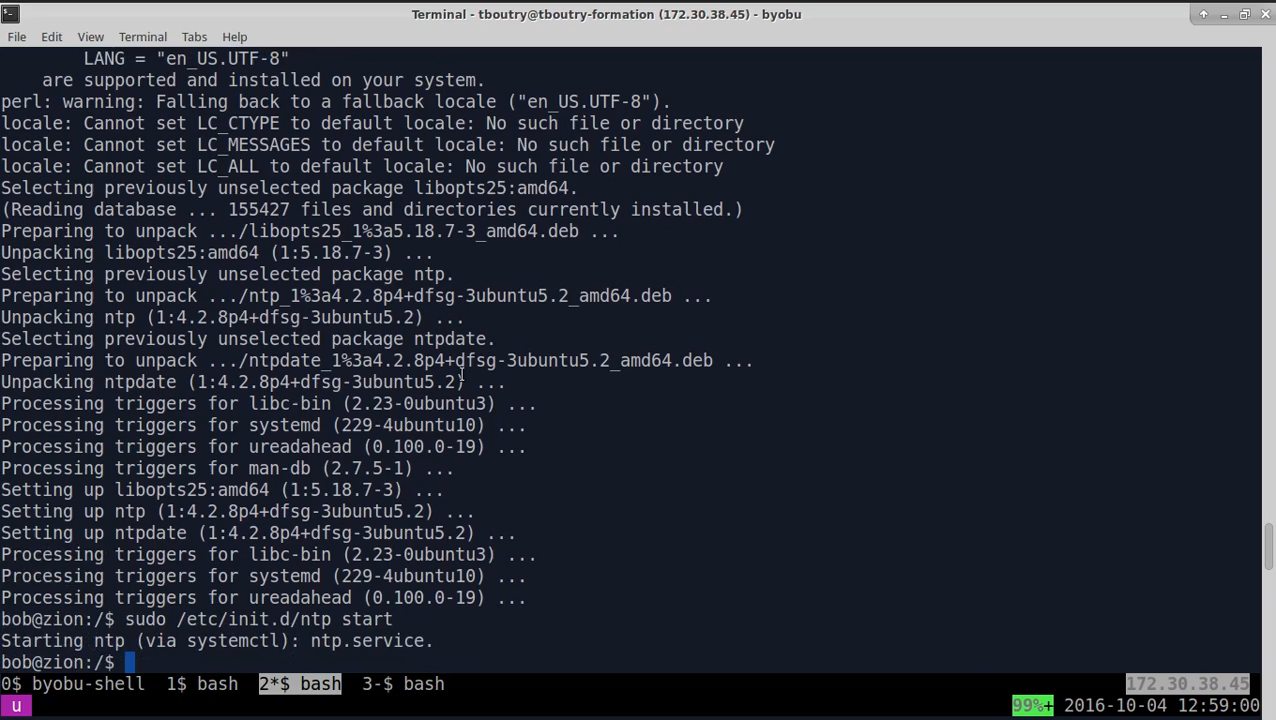 Terminal - tboutry@tboutry-formation (172.30.38.45) - byobu
File Edit View Terminal Tabs Help
LANG = "en_US.UTF-8"
are supported and installed on your system.
perl: warning: Falling back to a fallback locale ("en_US.UTF-8").
locale: Cannot set LC_CTYPE to default locale: No such file or directory
locale: Cannot set LC_MESSAGES to default locale: No such file or directory
locale: Cannot set LC_ALL to default locale: No such file or directory
Selecting previously unselected package libopts25:amd64.
(Reading database ... 155427 files and directories currently installed.)
Preparing to unpack .../libopts25_1%3a5.18.7-3_amd64.deb ...
Unpacking libopts25:amd64 (1:5.18.7-3) ...
Selecting previously unselected package ntp.
Preparing to unpack .../ntp_1%3a4.2.8p4+dfsg-3ubuntu5.2_amd64.deb ...
Unpacking ntp (1:4.2.8p4+dfsg-3ubuntu5.2) ...
Selecting previously unselected package ntpdate.
Preparing to unpack .../ntpdate_1%3a4.2.8p4+dfsg-3ubuntu5.2_amd64.deb ...
Unpacking ntpdate (1:4.2.8p4+dfsg-3ubuntu5.2) ...
Processing triggers for libc-bin (2.23-0ubuntu3) ...
Processing triggers for systemd (229-4ubuntu10) ...
Processing triggers for ureadahead (0.100.0-19) ...
Processing triggers for man-db (2.7.5-1) ...
Setting up libopts25:amd64 (1:5.18.7-3) ...
Setting up ntp (1:4.2.8p4+dfsg-3ubuntu5.2) ...
Setting up ntpdate (1:4.2.8p4+dfsg-3ubuntu5.2) ...
Processing triggers for libc-bin (2.23-0ubuntu3) ...
Processing triggers for systemd (229-4ubuntu10) ...
Processing triggers for ureadahead (0.100.0-19) ...
bob@zion:/$ sudo /etc/init.d/ntp start
Starting ntp (via systemctl): ntp.service.
bob@zion:/$
0$ byobu-shell 1$ bash 2*$ bash 3-$ bash 172.30.38.45
u 99%+ 2016-10-04 12:59:00